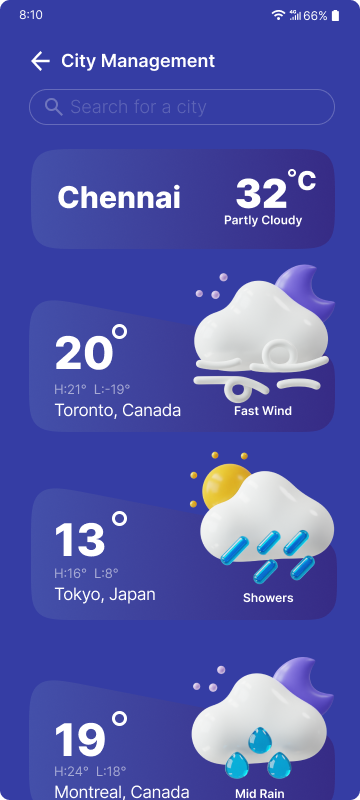 8:10 4G 66%
City Management
Search for a city
Chennai
32°C
Partly Cloudy
20°
H:21° L:-19°
Toronto, Canada
Fast Wind
13°
H:16° L:8°
Tokyo, Japan
Showers
19°
H:24° L:18°
Montreal, Canada
Mid Rain